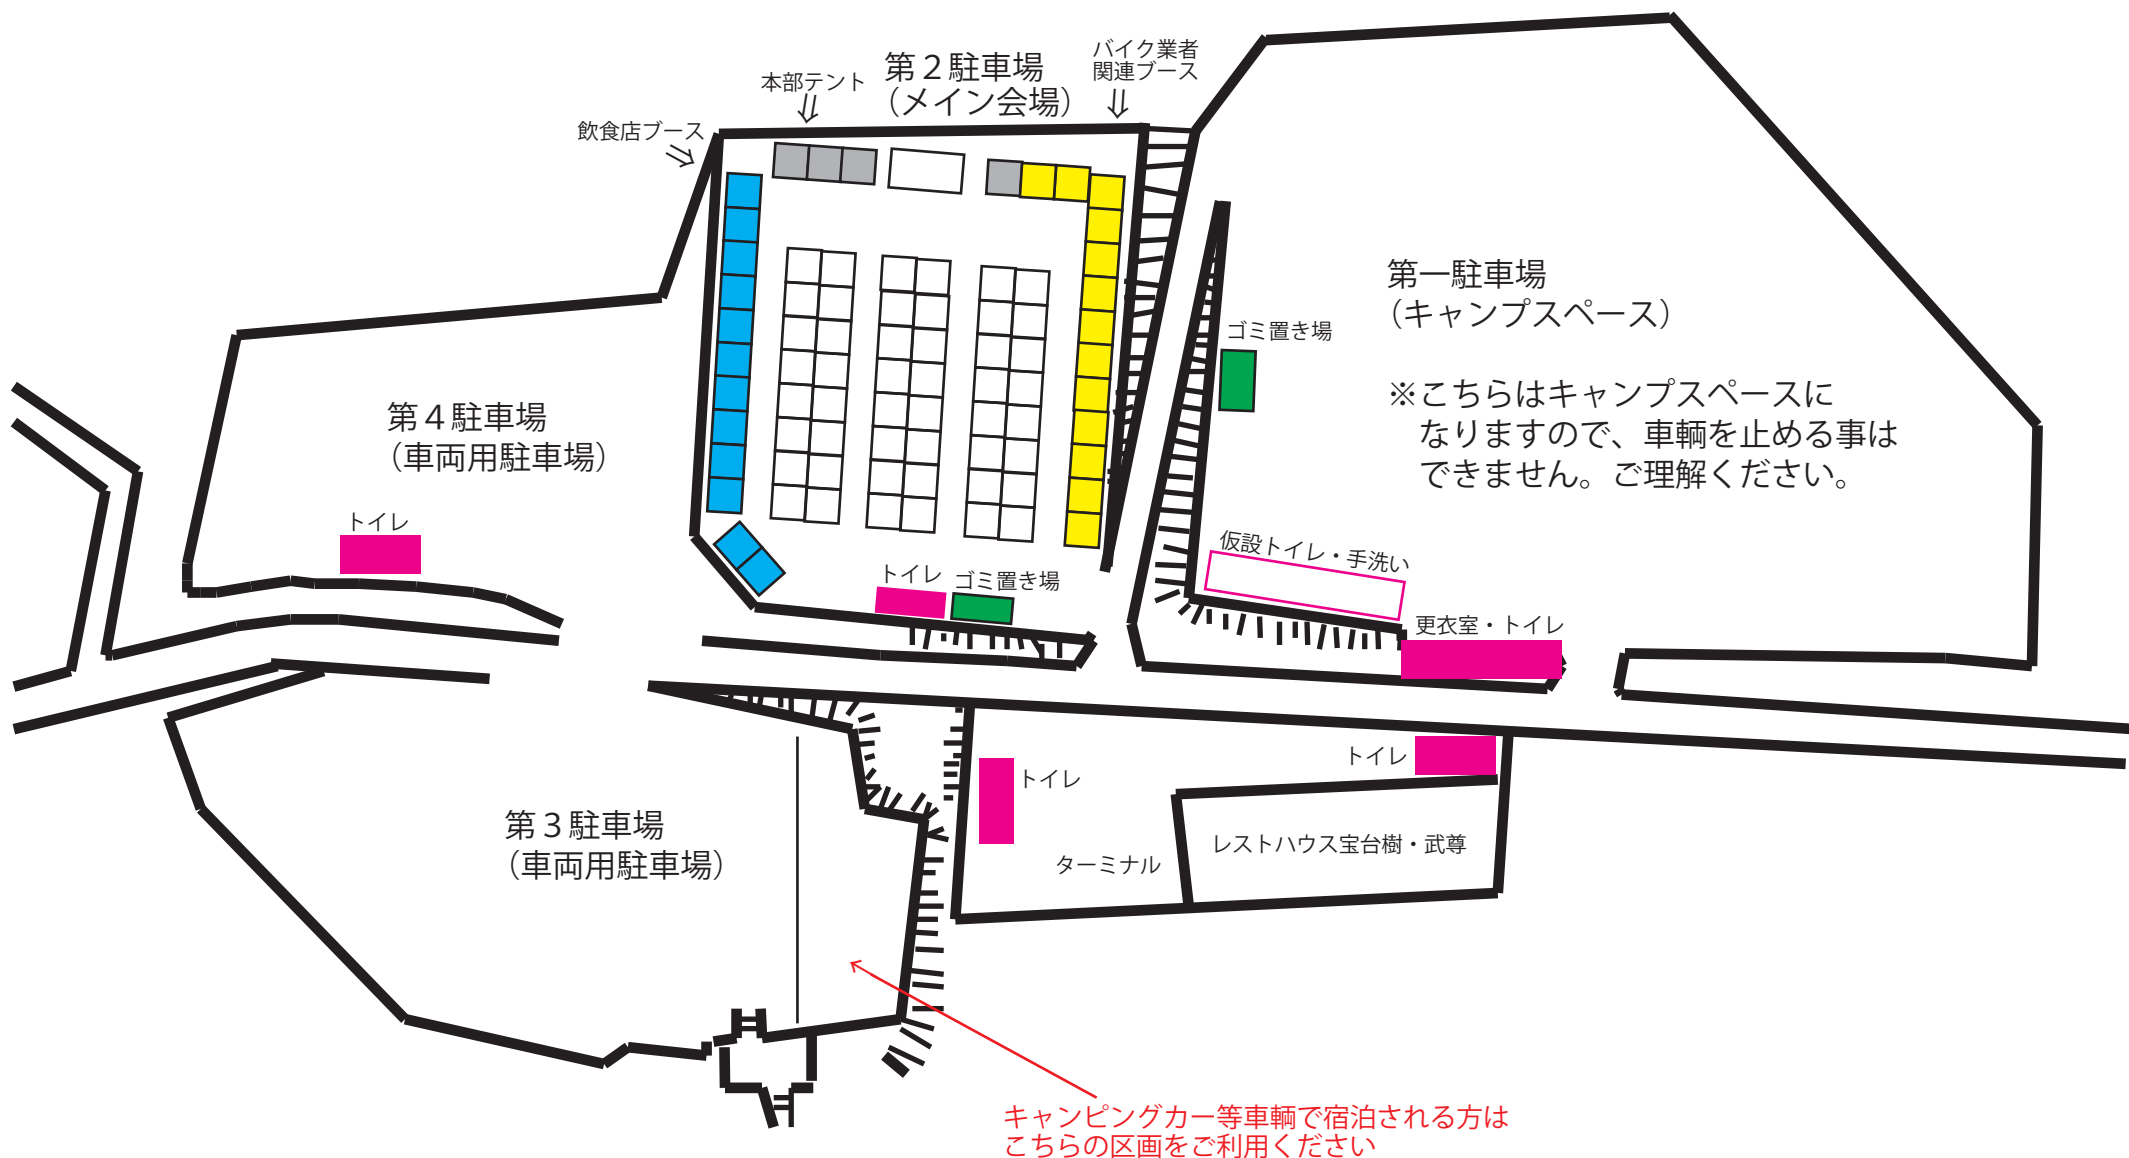 バイク業者
関連ブース
第２駐車場
（メイン会場）
本部テント
⇓
⇓
飲食店ブース
⇒
第一駐車場
（キャンプスペース）
※こちらはキャンプスペースに
なりますので、車輌を止める事は
できません。ご理解ください。
ゴミ置き場
第４駐車場
（車両用駐車場）
トイレ
仮設トイレ・手洗い
トイレ
ゴミ置き場
更衣室・トイレ
トイレ
トイレ
第３駐車場
（車両用駐車場）
レストハウス宝台樹・武尊
ターミナル
キャンピングカー等車輌で宿泊される方は
こちらの区画をご利用ください